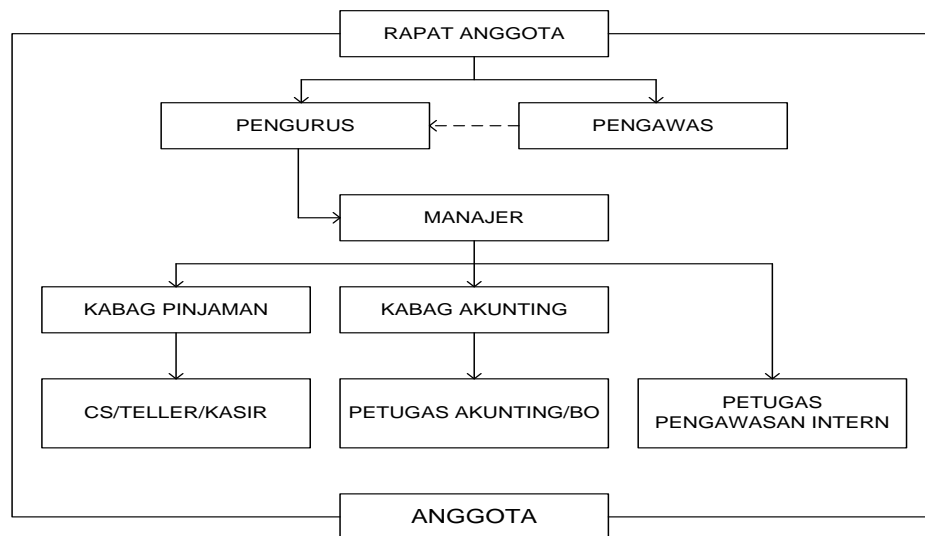 RAPAT ANGGOTA
PENGURUS
PENGAWAS
MANAJER
KABAG PINJAMAN
KABAG AKUNTING
CS/TELLER/KASIR
PETUGAS AKUNTING/BO
PETUGAS
PENGAWASAN INTERN
ANGGOTA